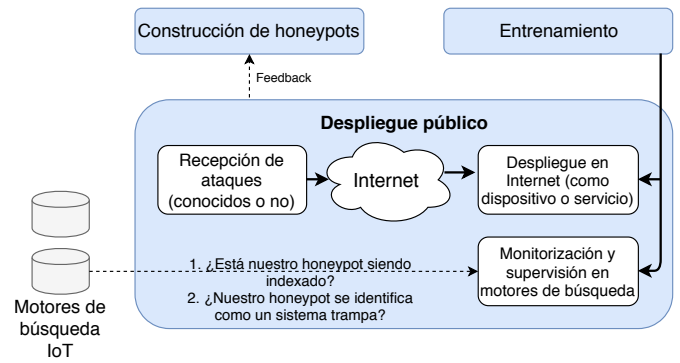 Construcción de honeypots
Entrenamiento
Feedback
Despliegue público
Recepción de
ataques
(conocidos o no)
Internet
Despliegue en
Internet (como
dispositivo o servicio)
1. ¿Está nuestro honeypot siendo
indexado?
2. ¿Nuestro honeypot se identifica
como un sistema trampa?
Monitorización y
supervisión en
motores de búsqueda
Motores de
búsqueda
IoT